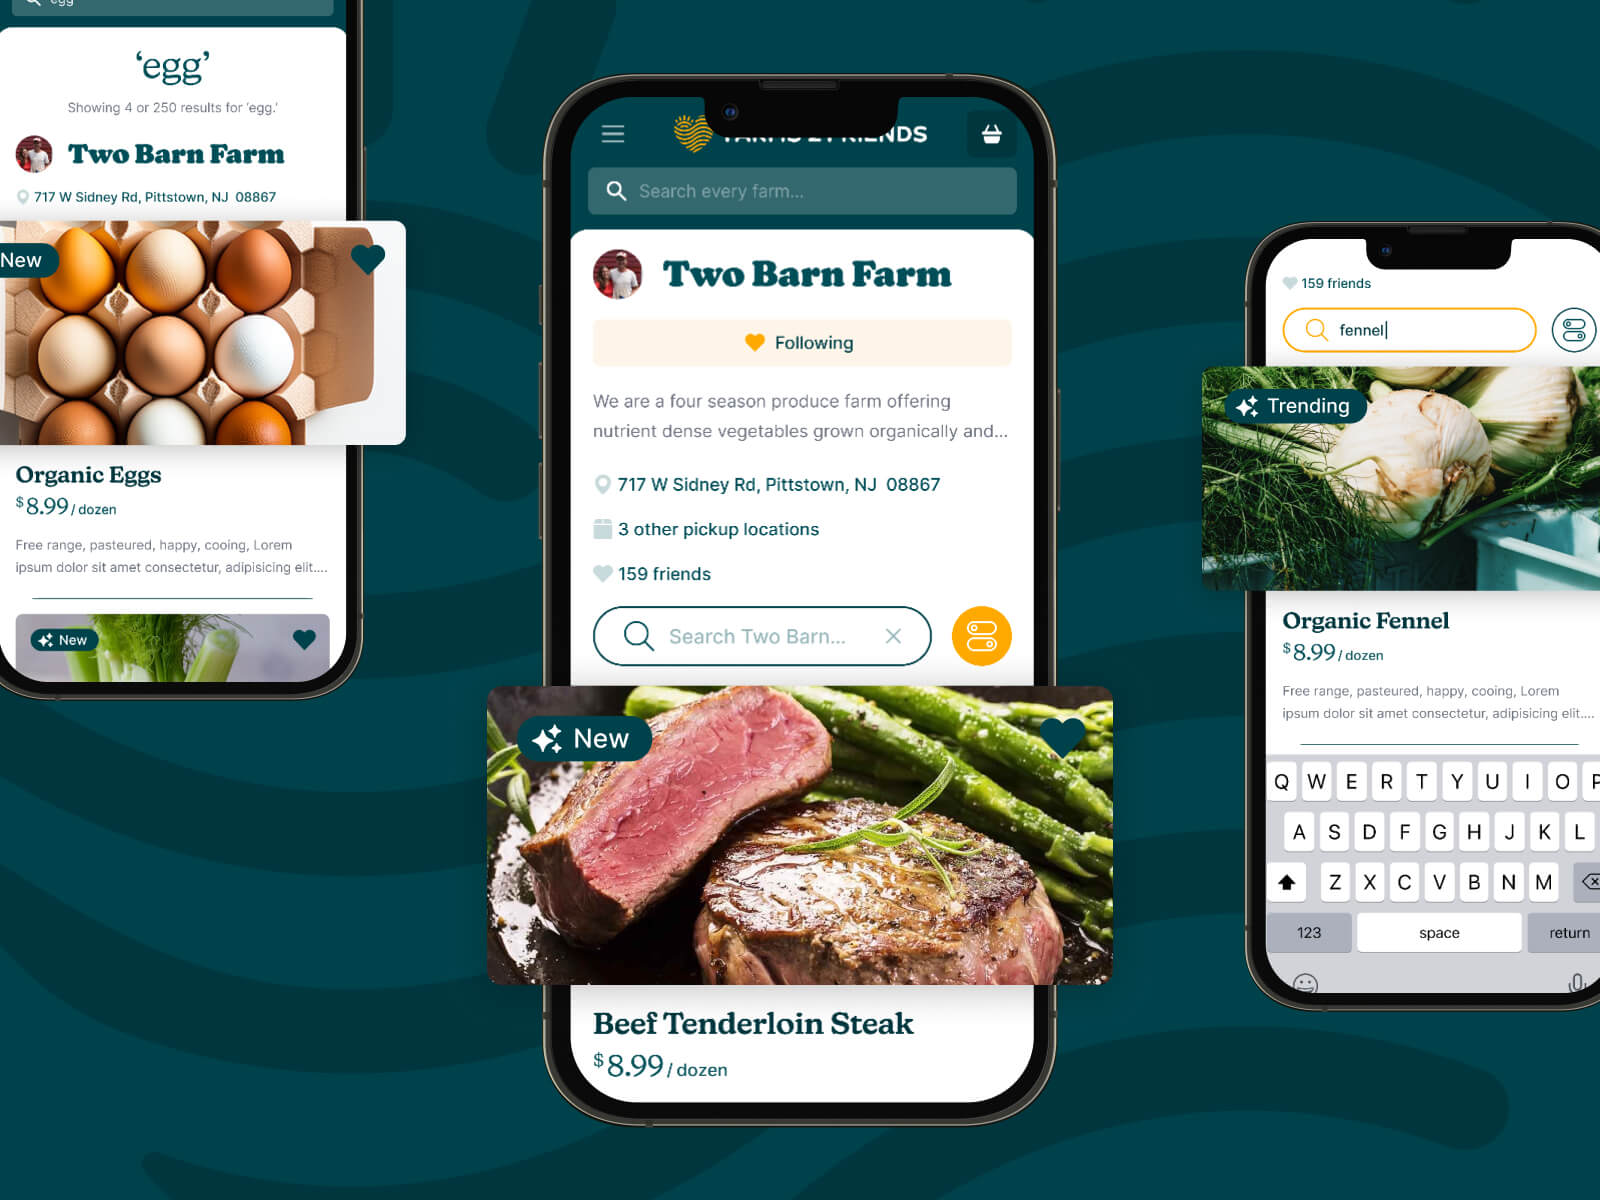 egg
‘egg’
Showing 4 or 250 results for ‘egg.’
Two Barn Farm
717 W Sidney Rd, Pittstown, NJ 08867
New
Organic Eggs
$8.99 / dozen
Free range, pasteured, happy, cooing, Lorem
ipsum dolor sit amet consectetur, adipisicing elit....
New
Search every farm...
Two Barn Farm
Following
We are a four season produce farm offering
nutrient dense vegetables grown organically and...
717 W Sidney Rd, Pittstown, NJ 08867
3 other pickup locations
159 friends
Search Two Barn...
New
Beef Tenderloin Steak
$8.99 / dozen
159 friends
fennel
Trending
Organic Fennel
$8.99 / dozen
Free range, pasteured, happy, cooing, Lorem
ipsum dolor sit amet consectetur, adipisicing elit....
Q W E R T Y U I O P
A S D F G H J K L
Z X C V B N M
123 space return